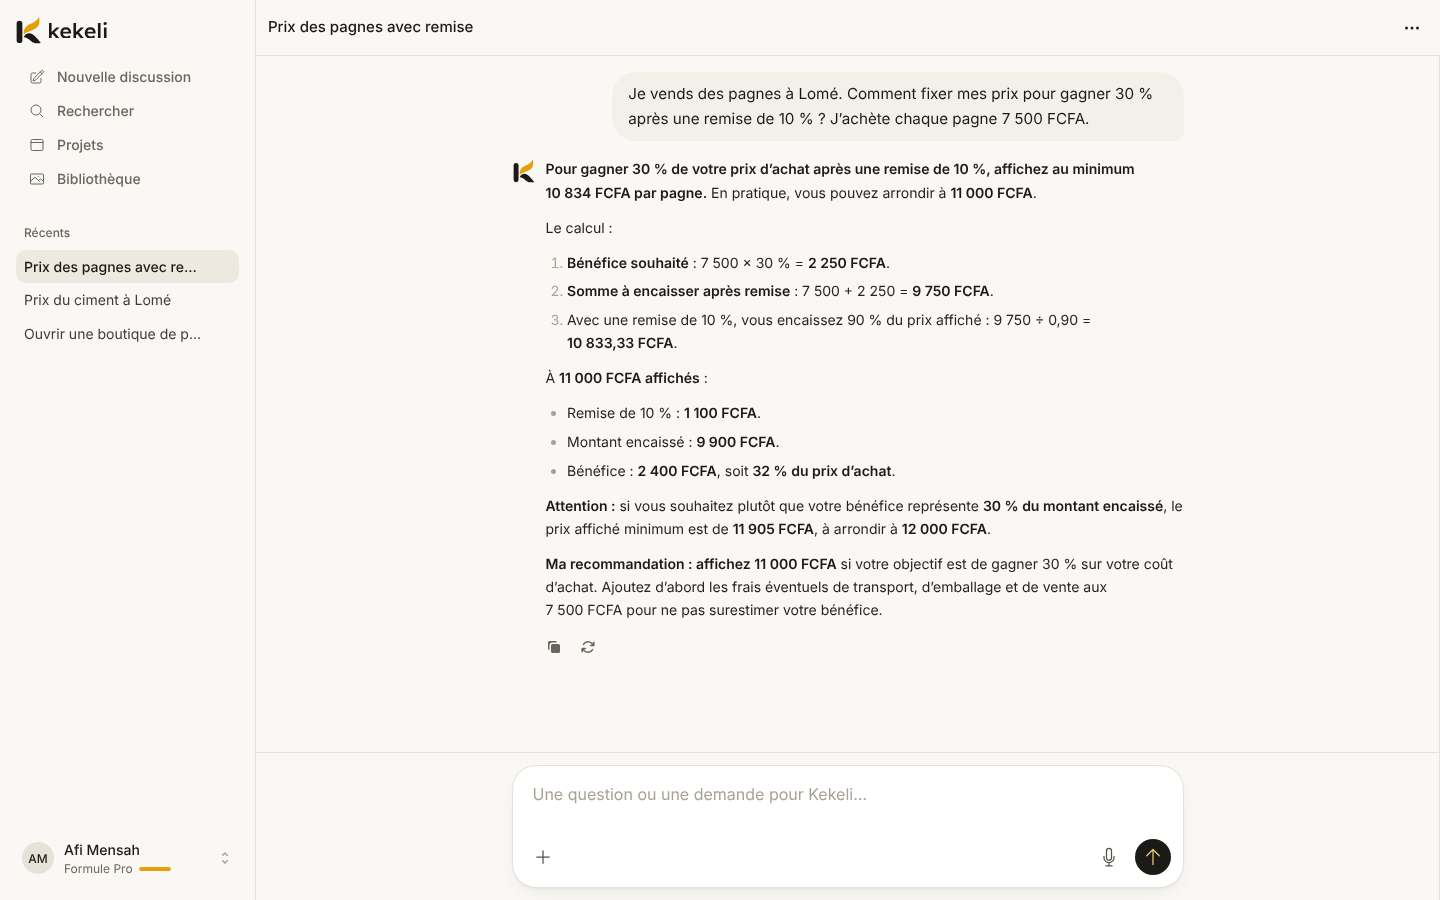 kekeli
Nouvelle discussion
Rechercher
Projets
Bibliothèque
Récents
Prix des pagnes avec re...
Prix du ciment à Lomé
Ouvrir une boutique de p...
AM
Afi Mensah
Formule Pro
Prix des pagnes avec remise
Je vends des pagnes à Lomé. Comment fixer mes prix pour gagner 30 %
après une remise de 10 % ? J’achète chaque pagne 7 500 FCFA.
Pour gagner 30 % de votre prix d’achat après une remise de 10 %, affichez au minimum
10 834 FCFA par pagne. En pratique, vous pouvez arrondir à 11 000 FCFA.
Le calcul :
1. Bénéfice souhaité : 7 500 × 30 % = 2 250 FCFA.
2. Somme à encaisser après remise : 7 500 + 2 250 = 9 750 FCFA.
3. Avec une remise de 10 %, vous encaissez 90 % du prix affiché : 9 750 ÷ 0,90 =
10 833,33 FCFA.
À 11 000 FCFA affichés :
• Remise de 10 % : 1 100 FCFA.
• Montant encaissé : 9 900 FCFA.
• Bénéfice : 2 400 FCFA, soit 32 % du prix d’achat.
Attention : si vous souhaitez plutôt que votre bénéfice représente 30 % du montant encaissé, le
prix affiché minimum est de 11 905 FCFA, à arrondir à 12 000 FCFA.
Ma recommandation : affichez 11 000 FCFA si votre objectif est de gagner 30 % sur votre coût
d’achat. Ajoutez d’abord les frais éventuels de transport, d’emballage et de vente aux
7 500 FCFA pour ne pas surestimer votre bénéfice.
Une question ou une demande pour Kekeli...